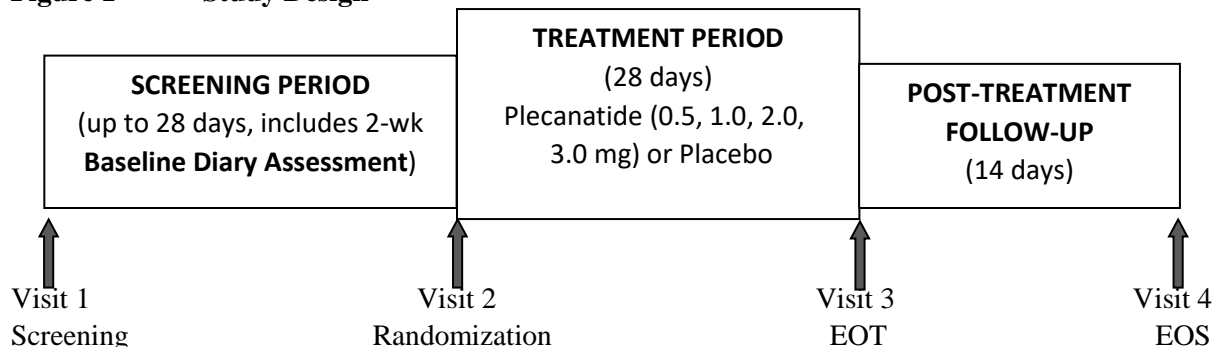 Figure Study Design
SCREENING PERIOD
(up to 28 days, includes 2-wk
Baseline Diary Assessment)
TREATMENT PERIOD
(28 days)
Plecanatide (0.5, 1.0, 2.0,
3.0 mg) or Placebo
POST-TREATMENT
FOLLOW-UP
(14 days)
Visit 1
Screening
Visit 2
Randomization
Visit 3
EOT
Visit 4
EOS